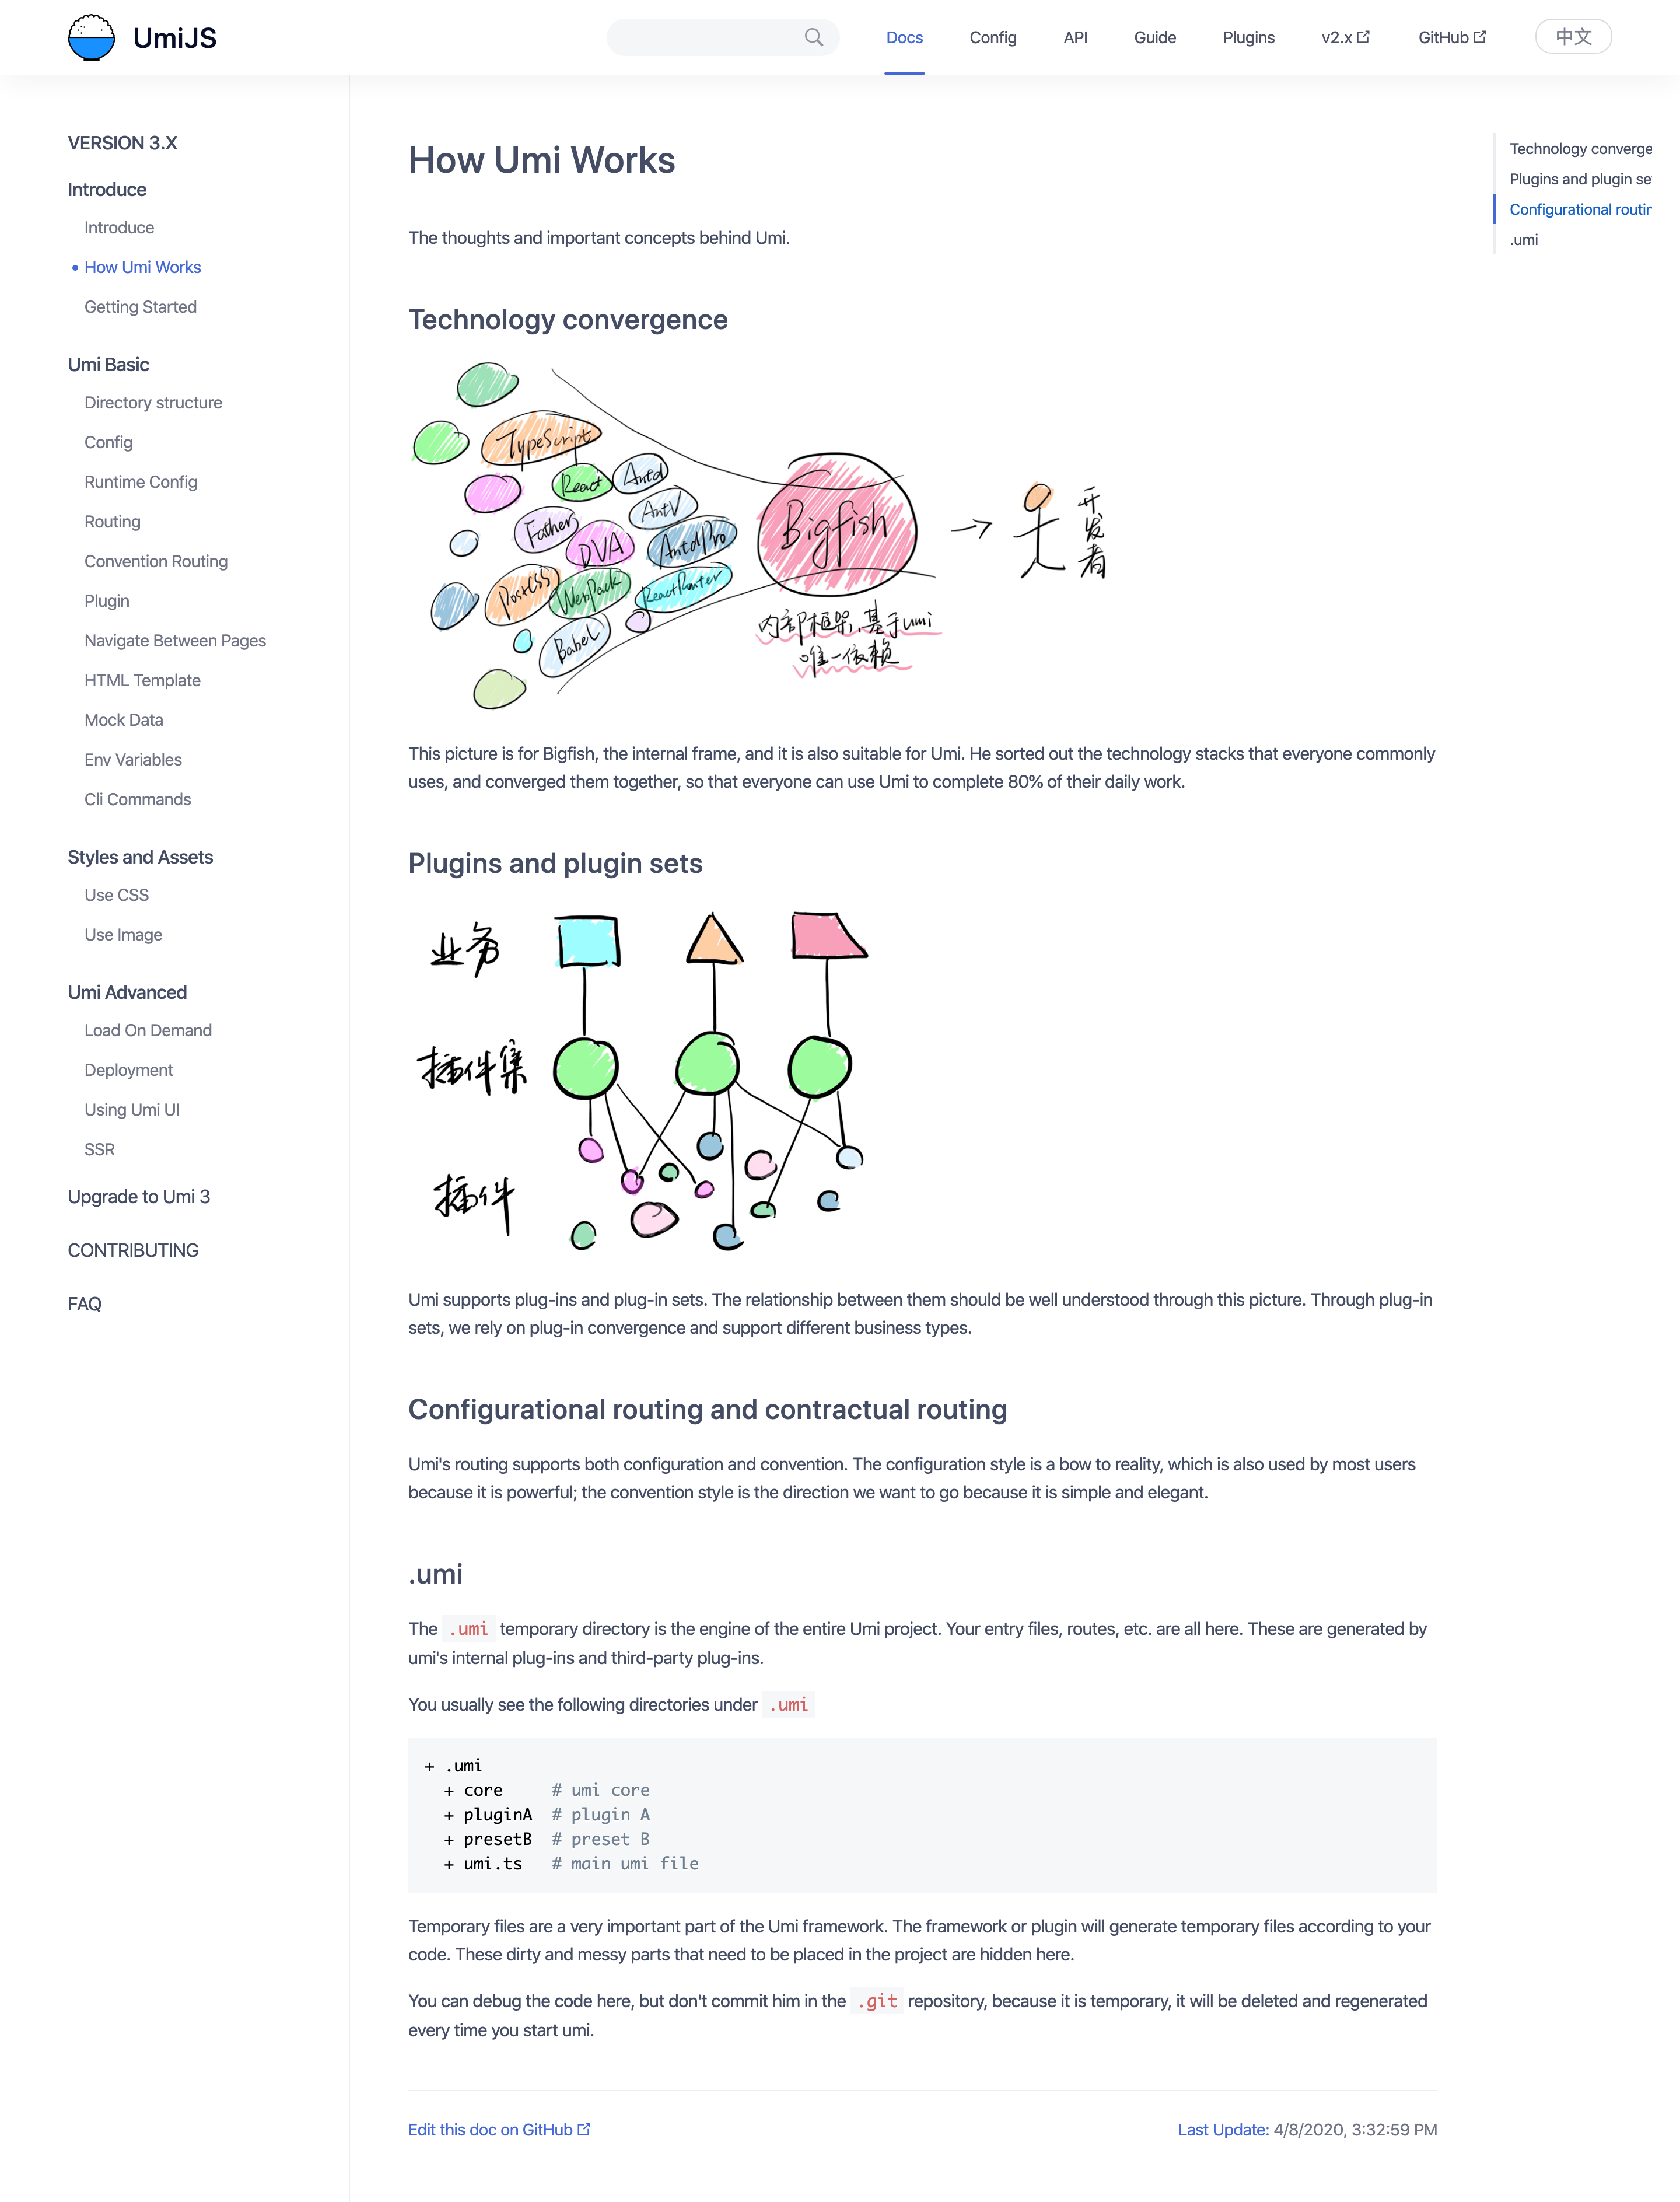 UmiJS
Docs
Config
API
Guide
Plugins
v2.x
GitHub
中文
VERSION 3.X
Introduce
Introduce
How Umi Works
Getting Started
Umi Basic
Directory structure
Config
Runtime Config
Routing
Convention Routing
Plugin
Navigate Between Pages
HTML Template
Mock Data
Env Variables
Cli Commands
Styles and Assets
Use CSS
Use Image
Umi Advanced
Load On Demand
Deployment
Using Umi UI
SSR
Upgrade to Umi 3
CONTRIBUTING
FAQ
How Umi Works
The thoughts and important concepts behind Umi.
Technology convergence
TypeScript
React
Antd
AntV
Father
DVA
AntdPro
PostCSS
WebPack
ReactRouter
Babel
Bigfish
开发者
内部框架,基于umi
唯一依赖
This picture is for Bigfish, the internal frame, and it is also suitable for Umi. He sorted out the technology stacks that everyone commonly
uses, and converged them together, so that everyone can use Umi to complete 80% of their daily work.
Plugins and plugin sets
业务
插件集
插件
Umi supports plug-ins and plug-in sets. The relationship between them should be well understood through this picture. Through plug-in
sets, we rely on plug-in convergence and support different business types.
Configurational routing and contractual routing
Umi's routing supports both configuration and convention. The configuration style is a bow to reality, which is also used by most users
because it is powerful; the convention style is the direction we want to go because it is simple and elegant.
.umi
The .umi temporary directory is the engine of the entire Umi project. Your entry files, routes, etc. are all here. These are generated by
umi's internal plug-ins and third-party plug-ins.
You usually see the following directories under .umi
+ .umi
+ core # umi core
+ pluginA # plugin A
+ presetB # preset B
+ umi.ts # main umi file
Temporary files are a very important part of the Umi framework. The framework or plugin will generate temporary files according to your
code. These dirty and messy parts that need to be placed in the project are hidden here.
You can debug the code here, but don't commit him in the .git repository, because it is temporary, it will be deleted and regenerated
every time you start umi.
Edit this doc on GitHub
Last Update: 4/8/2020, 3:32:59 PM
Technology converge
Plugins and plugin se
Configurational routin
.umi